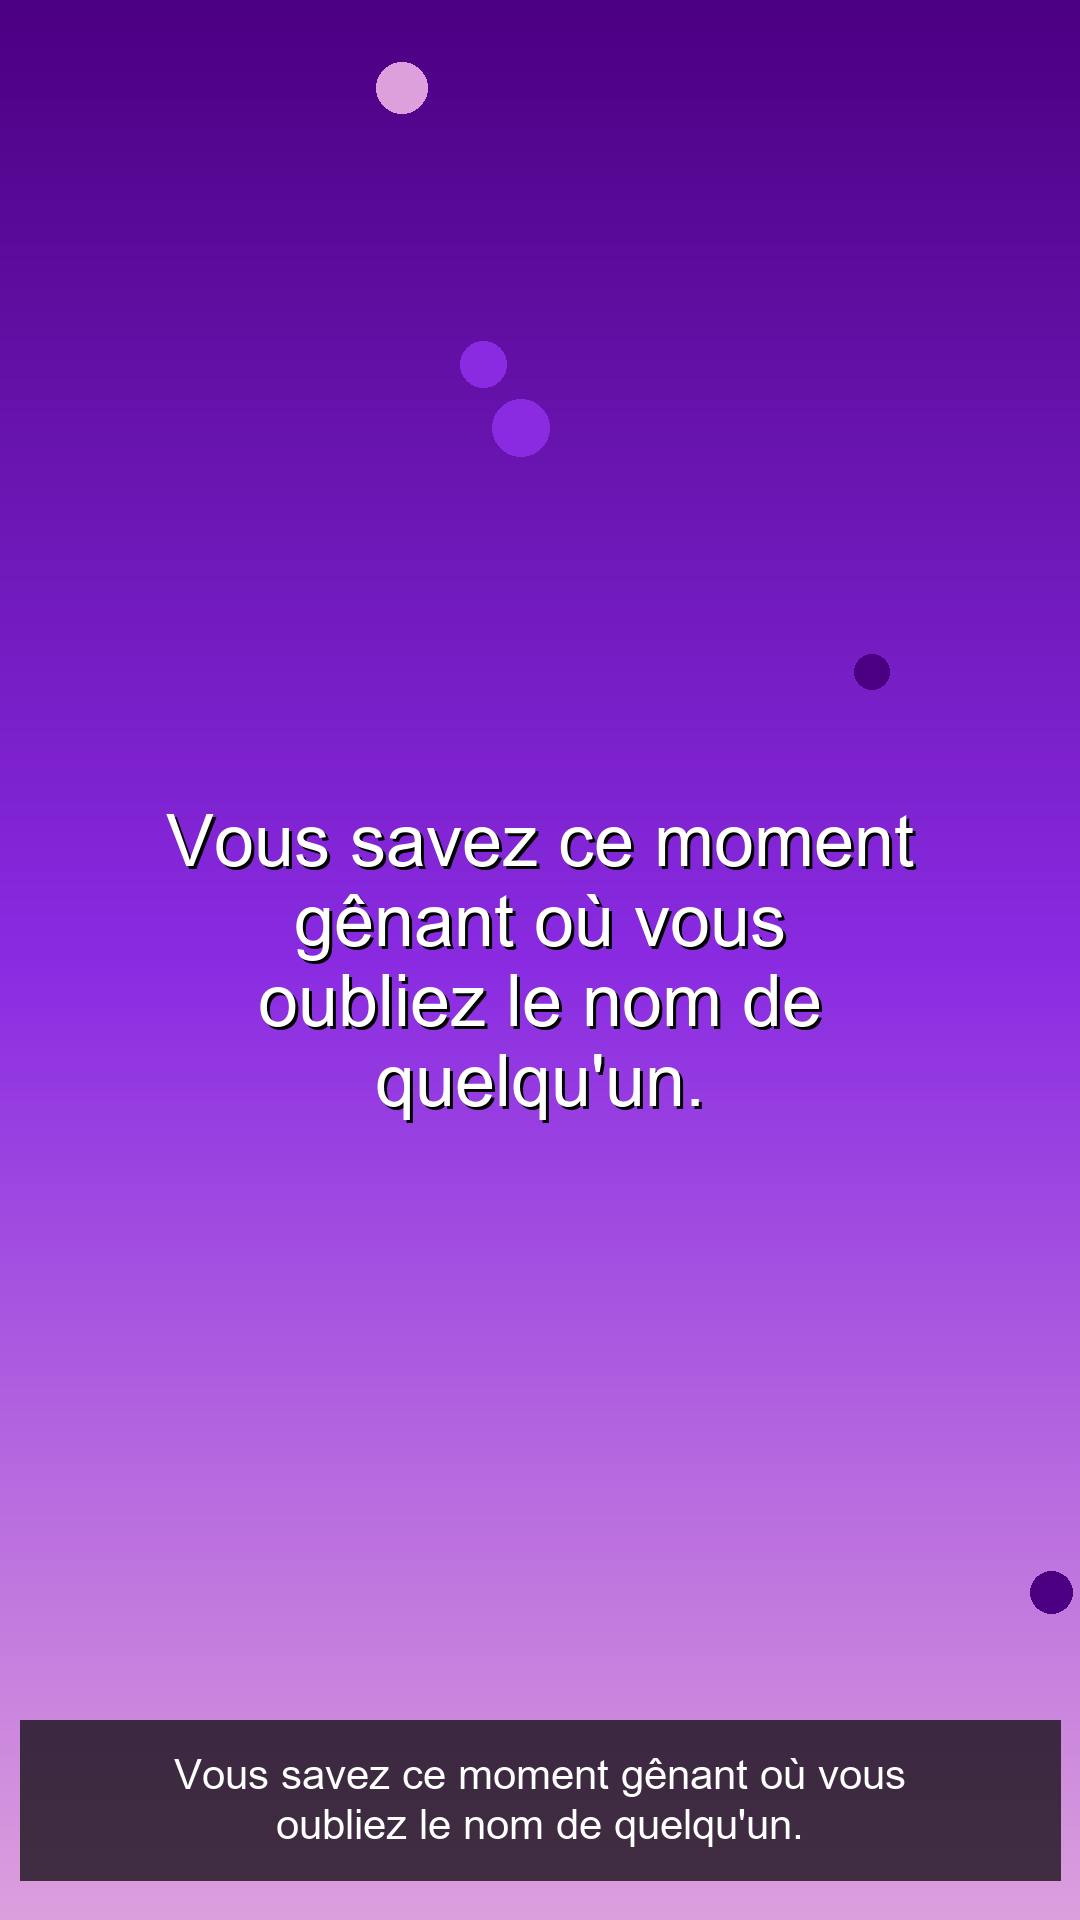 Vous savez ce moment
gênant où vous
oubliez le nom de
quelqu'un.
Vous savez ce moment gênant où vous
oubliez le nom de quelqu'un.